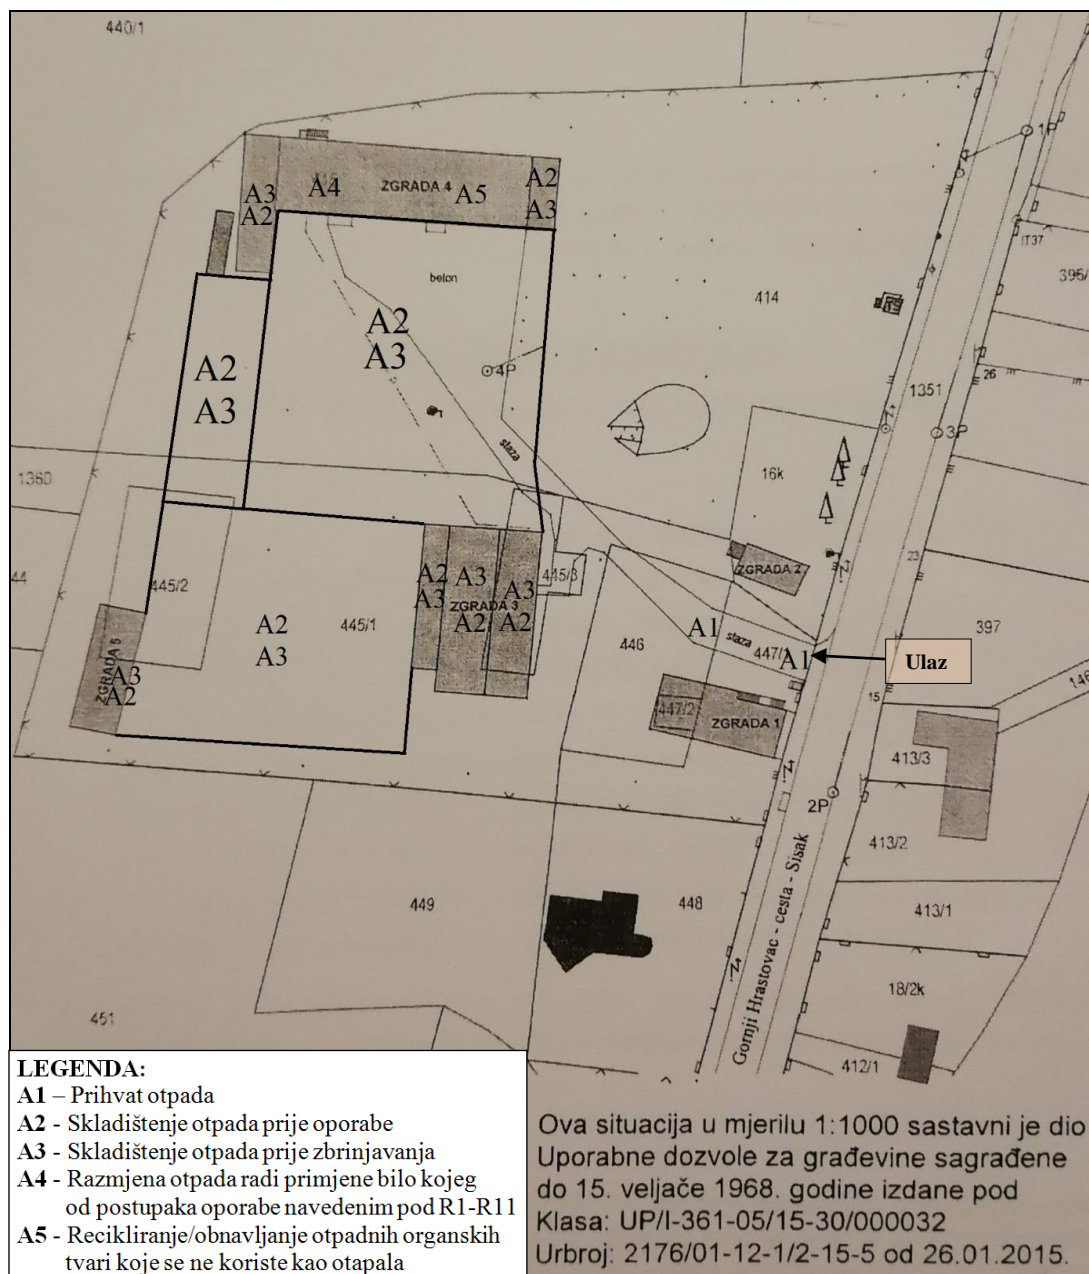 440/1
1P
A3
A2
A4
ZGRADA 4
A5
A2
A3
IT37
395/
beton
414
A2
A3
A2
A3
4P
1351
26
3P
staza
16k
1360
23
44
445/2
A2
A3
A3
ZGRADA 3
A2
A3
A2
445/3
ZGRADA 2
A2
A3
445/1
446
A1
staza
447/1
A1
Ulaz
397
146
15
ZGRADA 5
A3
A2
447/2
ZGRADA 1
413/3
2P
413/2
449
448
413/1
Gornji Hrastovac - cesta - Sisak
18/2k
451
412/1
LEGENDA:
A1 – Prihvat otpada
A2 - Skladištenje otpada prije oporabe
A3 - Skladištenje otpada prije zbrinjavanja
A4 - Razmjena otpada radi primjene bilo kojeg
od postupaka oporabe navedenim pod R1-R11
A5 - Recikliranje/obnavljanje otpadnih organskih
tvari koje se ne koriste kao otapala
Ova situacija u mjerilu 1:1000 sastavni je dio
Uporabne dozvole za građevine sagrađene
do 15. veljače 1968. godine izdane pod
Klasa: UP/I-361-05/15-30/000032
Urbroj: 2176/01-12-1/2-15-5 od 26.01.2015.